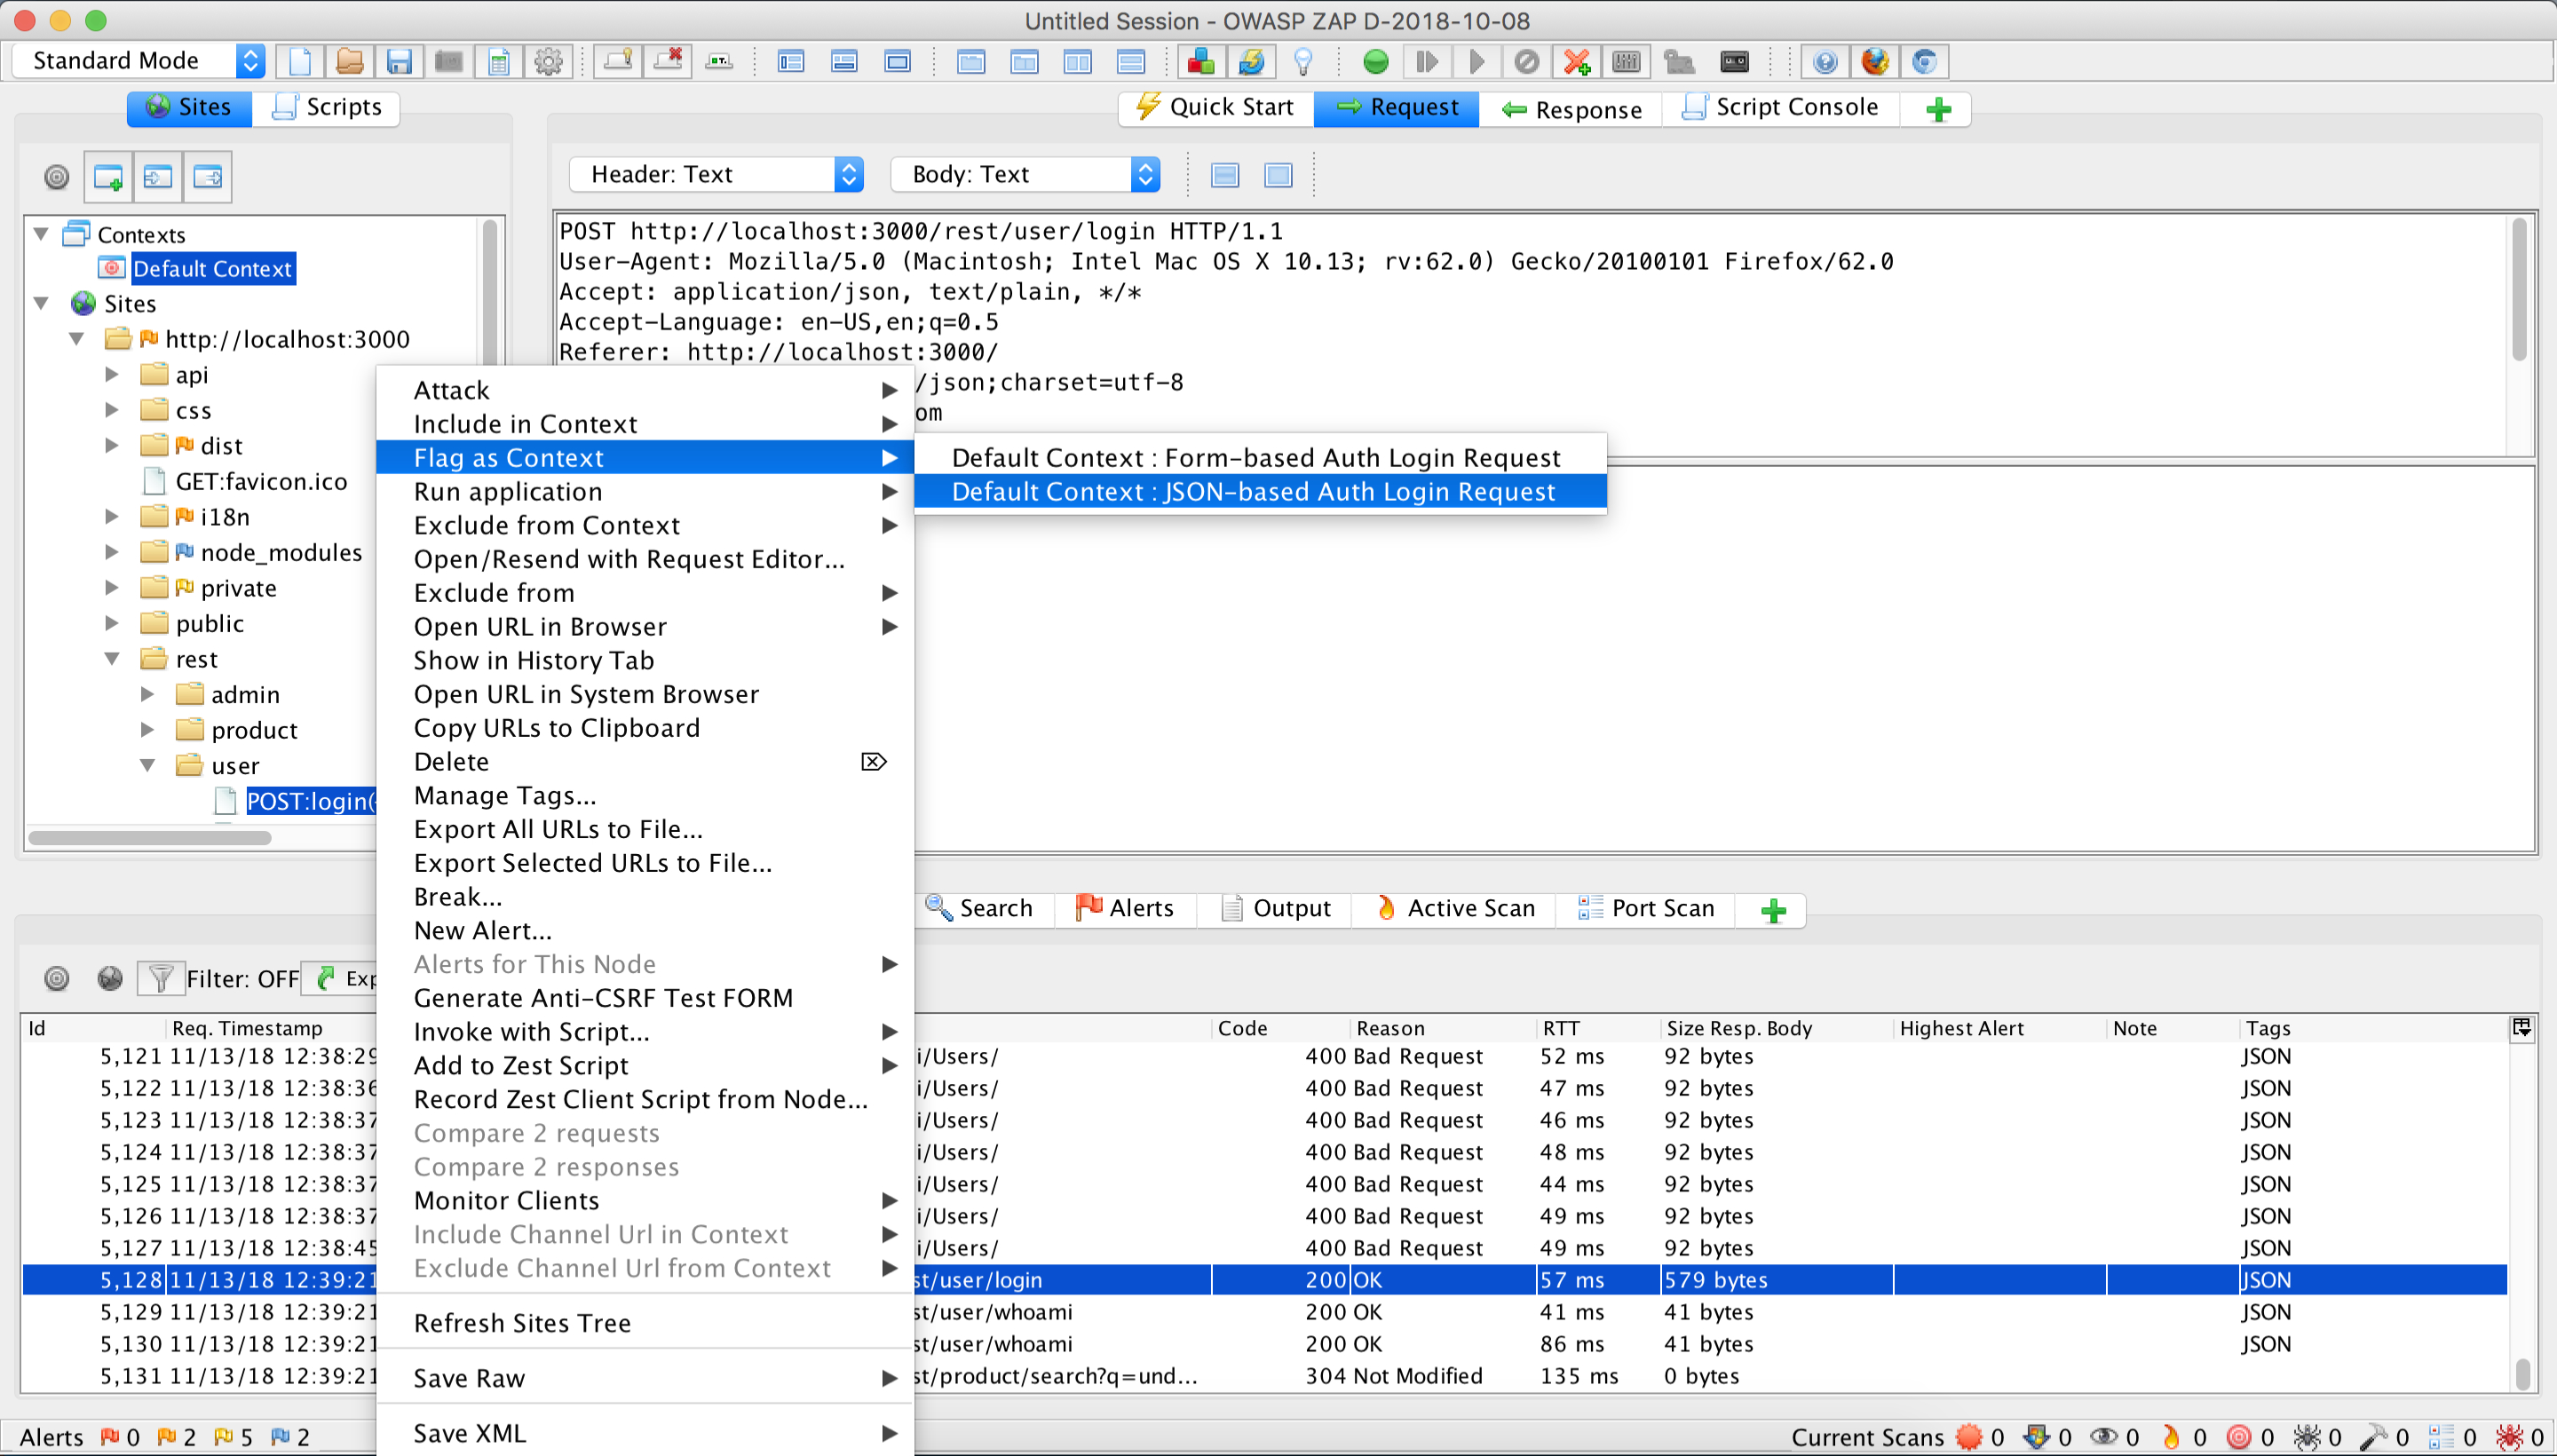 Untitled Session - OWASP ZAP D-2018-10-08
Standard Mode
Sites
Scripts
Quick Start
Request
Response
Script Console
Header: Text
Body: Text
Contexts
Default Context
Sites
http://localhost:3000
api
css
dist
GET:favicon.ico
i18n
node_modules
private
public
rest
admin
product
user
POST:login(
POST http://localhost:3000/rest/user/login HTTP/1.1
User-Agent: Mozilla/5.0 (Macintosh; Intel Mac OS X 10.13; rv:62.0) Gecko/20100101 Firefox/62.0
Accept: application/json, text/plain, */*
Accept-Language: en-US,en;q=0.5
Referer: http://localhost:3000/
/json;charset=utf-8
om
Attack
Include in Context
Flag as Context
Run application
Exclude from Context
Open/Resend with Request Editor...
Exclude from
Open URL in Browser
Show in History Tab
Open URL in System Browser
Copy URLs to Clipboard
Delete
Manage Tags...
Export All URLs to File...
Export Selected URLs to File...
Break...
New Alert...
Alerts for This Node
Generate Anti-CSRF Test FORM
Invoke with Script...
Add to Zest Script
Record Zest Client Script from Node...
Compare 2 requests
Compare 2 responses
Monitor Clients
Include Channel Url in Context
Exclude Channel Url from Context
Refresh Sites Tree
Save Raw
Save XML
Default Context : Form-based Auth Login Request
Default Context : JSON-based Auth Login Request
Search
Alerts
Output
Active Scan
Port Scan
Filter: OFF
Exp
Id Req. Timestamp Code Reason RTT Size Resp. Body Highest Alert Note Tags
5,121 11/13/18 12:38:29 i/Users/ 400 Bad Request 52 ms 92 bytes JSON
5,122 11/13/18 12:38:36 i/Users/ 400 Bad Request 47 ms 92 bytes JSON
5,123 11/13/18 12:38:37 i/Users/ 400 Bad Request 46 ms 92 bytes JSON
5,124 11/13/18 12:38:37 i/Users/ 400 Bad Request 48 ms 92 bytes JSON
5,125 11/13/18 12:38:37 i/Users/ 400 Bad Request 44 ms 92 bytes JSON
5,126 11/13/18 12:38:37 i/Users/ 400 Bad Request 49 ms 92 bytes JSON
5,127 11/13/18 12:38:45 i/Users/ 400 Bad Request 49 ms 92 bytes JSON
5,128 11/13/18 12:39:21 st/user/login 200 OK 57 ms 579 bytes JSON
5,129 11/13/18 12:39:21 st/user/whoami 200 OK 41 ms 41 bytes JSON
5,130 11/13/18 12:39:21 st/user/whoami 200 OK 86 ms 41 bytes JSON
5,131 11/13/18 12:39:21 st/product/search?q=und... 304 Not Modified 135 ms 0 bytes
Alerts 0 2 5 2
Current Scans 0 0 0 0 0 0 0 0 0